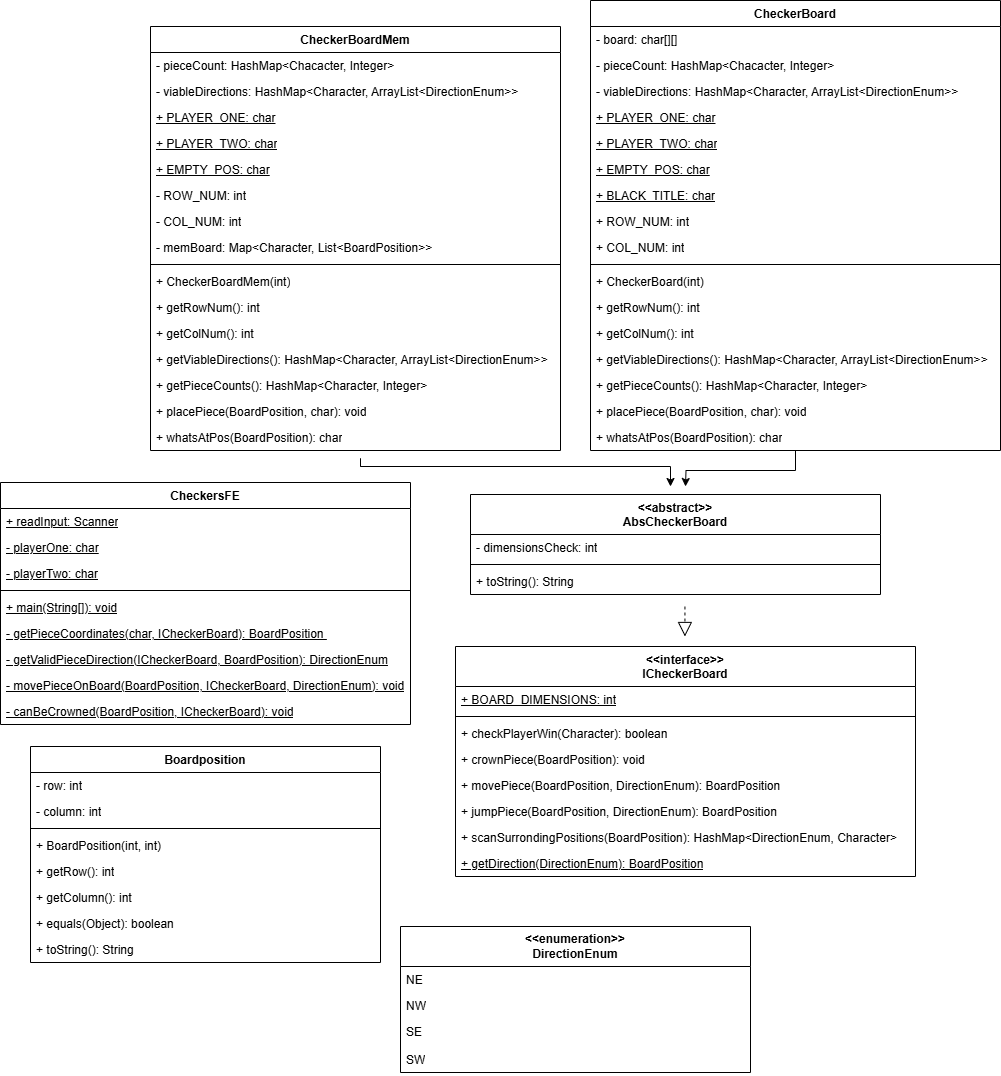 CheckerBoardMem
- pieceCount: HashMap<Chacacter, Integer>
- viableDirections: HashMap<Character, ArrayList<DirectionEnum>>
+ PLAYER_ONE: char
+ PLAYER_TWO: char
+ EMPTY_POS: char
- ROW_NUM: int
- COL_NUM: int
- memBoard: Map<Character, List<BoardPosition>>
+ CheckerBoardMem(int)
+ getRowNum(): int
+ getColNum(): int
+ getViableDirections(): HashMap<Character, ArrayList<DirectionEnum>>
+ getPieceCounts(): HashMap<Character, Integer>
+ placePiece(BoardPosition, char): void
+ whatsAtPos(BoardPosition): char
CheckerBoard
- board: char[][]
- pieceCount: HashMap<Chacacter, Integer>
- viableDirections: HashMap<Character, ArrayList<DirectionEnum>>
+ PLAYER_ONE: char
+ PLAYER_TWO: char
+ EMPTY_POS: char
+ BLACK_TITLE: char
+ ROW_NUM: int
+ COL_NUM: int
+ CheckerBoard(int)
+ getRowNum(): int
+ getColNum(): int
+ getViableDirections(): HashMap<Character, ArrayList<DirectionEnum>>
+ getPieceCounts(): HashMap<Character, Integer>
+ placePiece(BoardPosition, char): void
+ whatsAtPos(BoardPosition): char
CheckersFE
+ readInput: Scanner
- playerOne: char
- playerTwo: char
+ main(String[]): void
- getPieceCoordinates(char, ICheckerBoard): BoardPosition
- getValidPieceDirection(ICheckerBoard, BoardPosition): DirectionEnum
- movePieceOnBoard(BoardPosition, ICheckerBoard, DirectionEnum): void
- canBeCrowned(BoardPosition, ICheckerBoard): void
<<abstract>>
AbsCheckerBoard
- dimensionsCheck: int
+ toString(): String
<<interface>>
ICheckerBoard
+ BOARD_DIMENSIONS: int
+ checkPlayerWin(Character): boolean
+ crownPiece(BoardPosition): void
+ movePiece(BoardPosition, DirectionEnum): BoardPosition
+ jumpPiece(BoardPosition, DirectionEnum): BoardPosition
+ scanSurrondingPositions(BoardPosition): HashMap<DirectionEnum, Character>
+ getDirection(DirectionEnum): BoardPosition
Boardposition
- row: int
- column: int
+ BoardPosition(int, int)
+ getRow(): int
+ getColumn(): int
+ equals(Object): boolean
+ toString(): String
<<enumeration>>
DirectionEnum
NE
NW
SE
SW